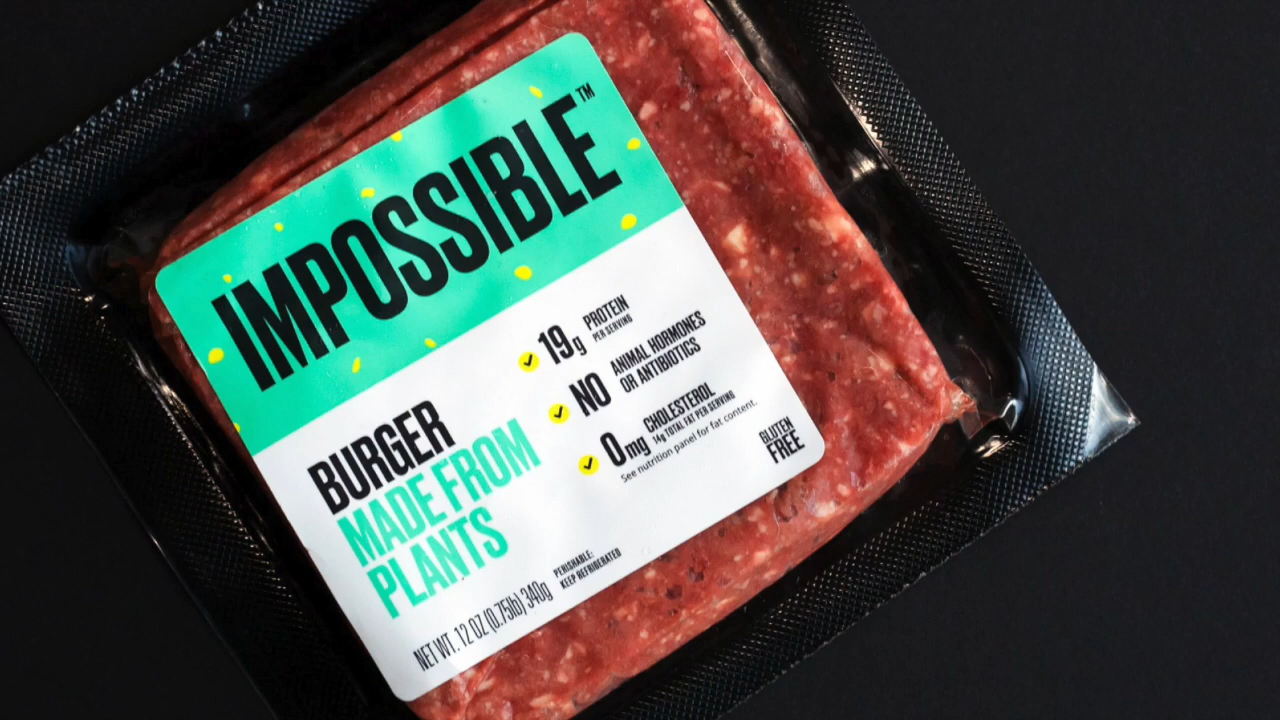 IMPOSSIBLE™
BURGER
MADE FROM
PLANTS
19g PROTEIN
PER SERVING
NO ANIMAL HORMONES
OR ANTIBIOTICS
0mg CHOLESTEROL
14g TOTAL FAT PER SERVING
See nutrition panel for fat content.
GLUTEN
FREE
NET WT. 12 OZ (0.75lb) 340g
PERISHABLE:
KEEP REFRIGERATED